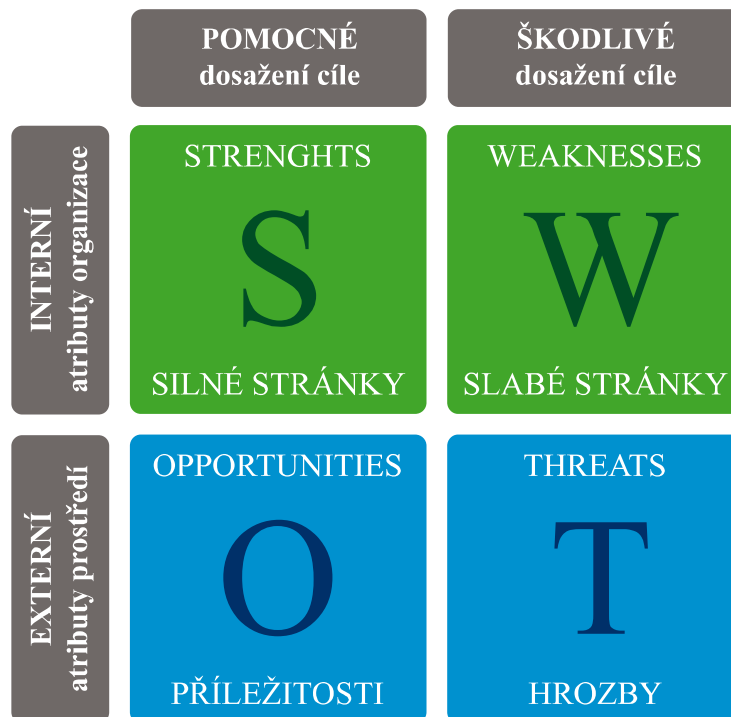 POMOCNÉ
dosažení cíle
ŠKODLIVÉ
dosažení cíle
INTERNÍ
atributy organizace
STRENGHTS
S
SILNÉ STRÁNKY
WEAKNESSES
W
SLABÉ STRÁNKY
EXTERNÍ
atributy prostředí
OPPORTUNITIES
O
PŘÍLEŽITOSTI
THREATS
T
HROZBY